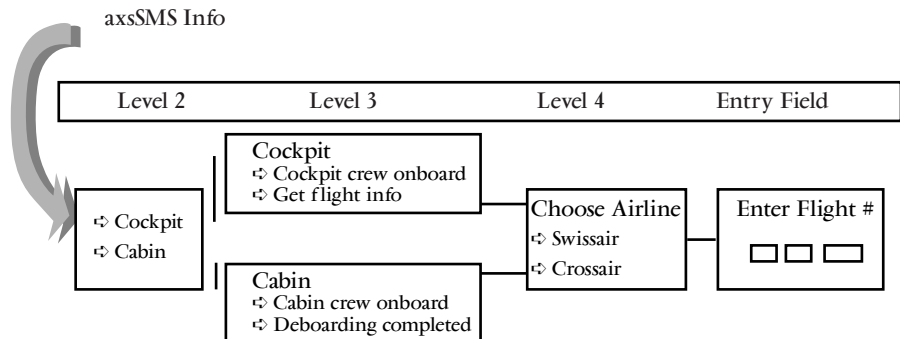 axsSMS Info
Level 2 Level 3 Level 4 Entry Field
Cockpit
➪ Cockpit crew onboard
➪ Get flight info
➪ Cockpit
➪ Cabin
Cabin
➪ Cabin crew onboard
➪ Deboarding completed
Choose Airline
➪ Swissair
➪ Crossair
Enter Flight #